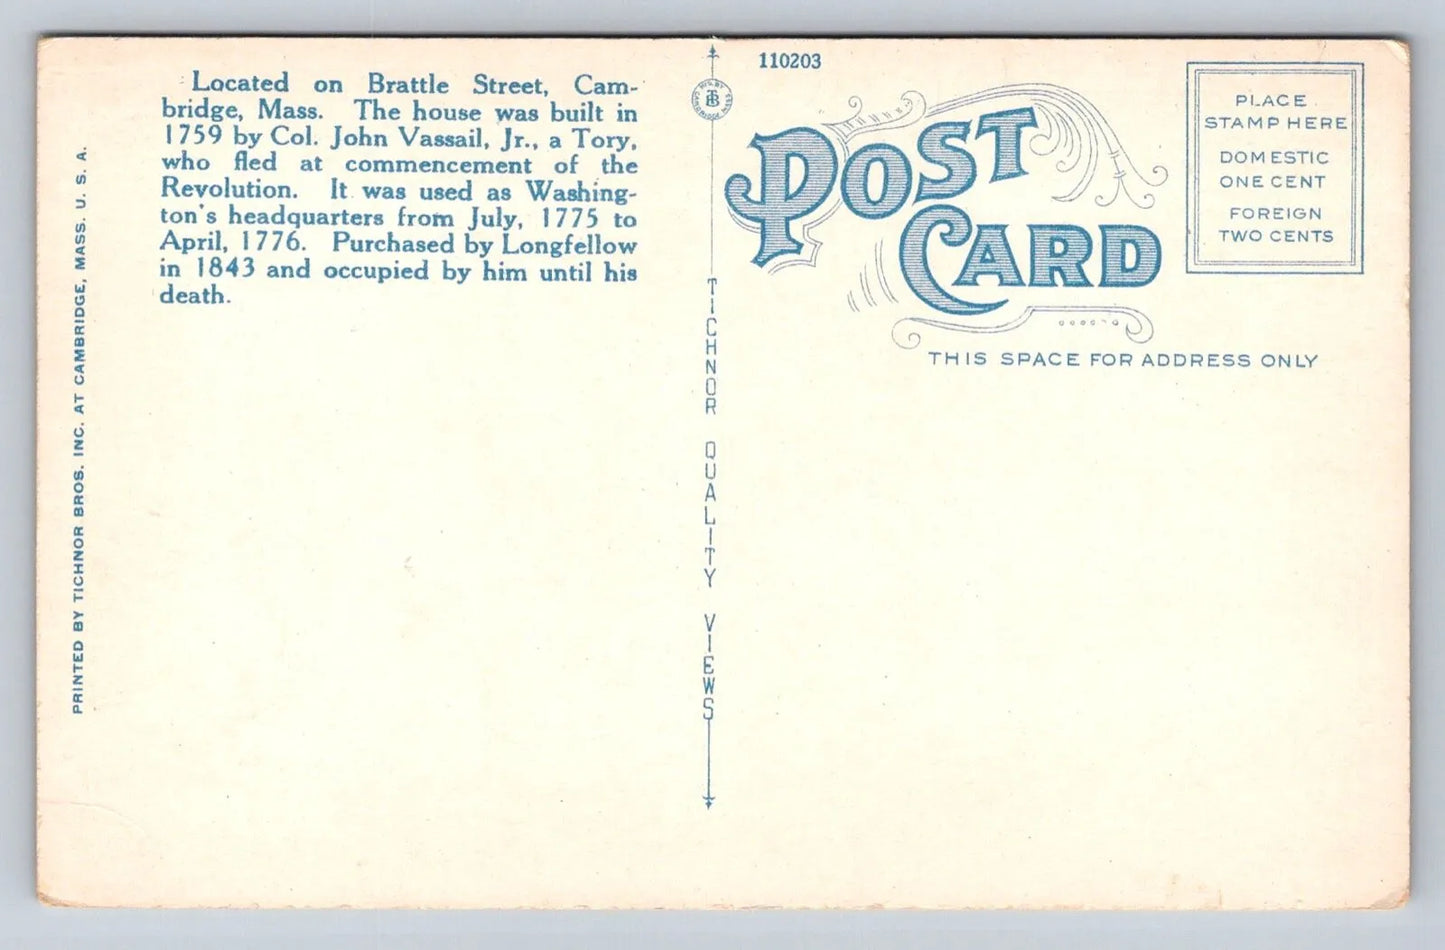 Located on Brattle Street, Cam-
bridge, Mass. The house was built in
1759 by Col. John Vassail, Jr., a Tory,
who fled at commencement of the
Revolution. It was used as Washing-
ton's headquarters from July, 1775 to
April, 1776. Purchased by Longfellow
in 1843 and occupied by him until his
death.
PRINTED BY TICHNOR BROS. INC. AT CAMBRIDGE, MASS. U. S. A.
TICHNOR QUALITY VIEWS
110203
POST
CARD
THIS SPACE FOR ADDRESS ONLY
PLACE
STAMP HERE
DOMESTIC
ONE CENT
FOREIGN
TWO CENTS